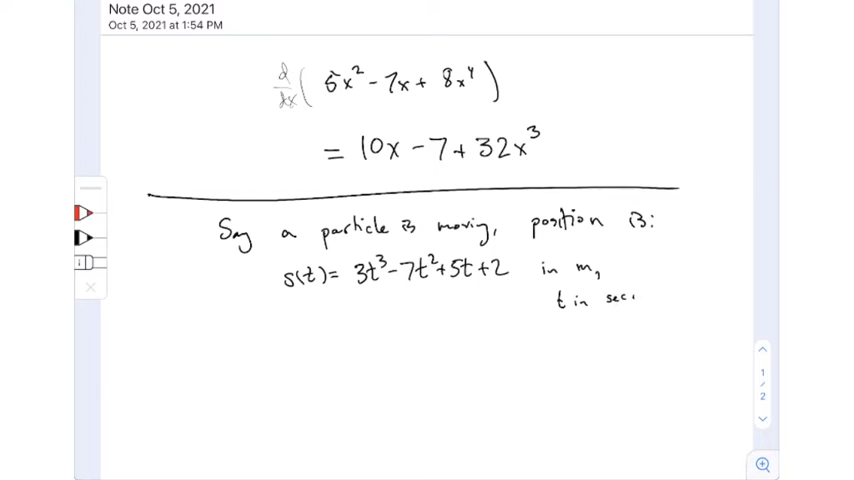 Note Oct 5, 2021
Oct 5, 2021 at 1:54 PM
d/dx ( 5x² - 7x + 8x⁴ )
= 10x - 7 + 32x³
Say a particle is moving, position is:
s(t) = 3t³ - 7t² + 5t + 2 in m,
t in sec.
1
/
2